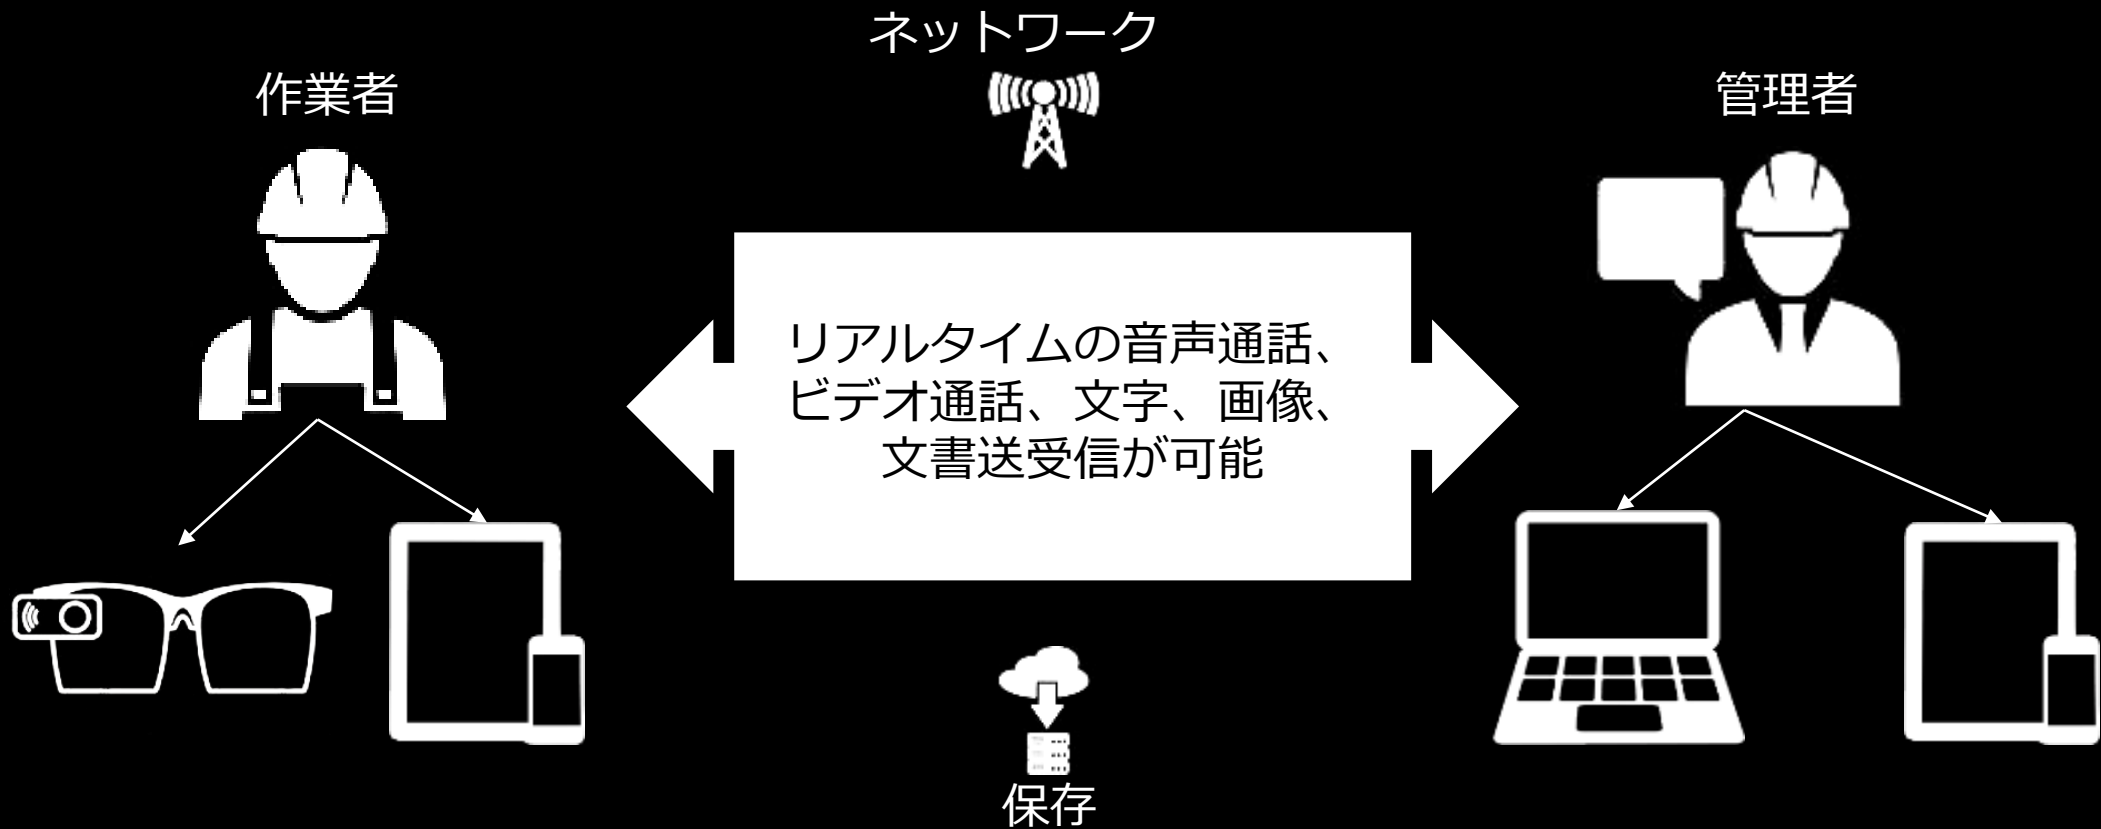 ネットワーク
作業者
管理者
リアルタイムの音声通話、
ビデオ通話、文字、画像、
文書送受信が可能
保存